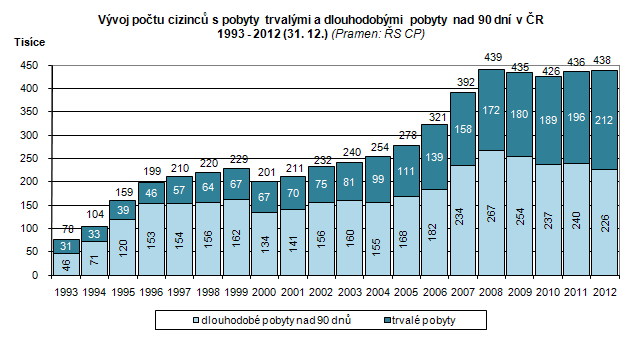 Vývoj počtu cizinců s pobyty trvalými a dlouhodobými pobyty nad 90 dní v ČR
1993 - 2012 (31. 12.) (Pramen: ŘS CP)
Tisíce
450
400
350
300
250
200
150
100
50
0
78 104 159 199 210 220 229 201 211 232 240 254 278 321 392 439 435 426 436 438
31 33 39 46 57 64 67 67 70 75 81 99 111 139 158 172 180 189 196 212
46 71 120 153 154 156 162 134 141 156 160 155 168 182 234 267 254 237 240 226
1993 1994 1995 1996 1997 1998 1999 2000 2001 2002 2003 2004 2005 2006 2007 2008 2009 2010 2011 2012
dlouhodobé pobyty nad 90 dnů trvalé pobyty